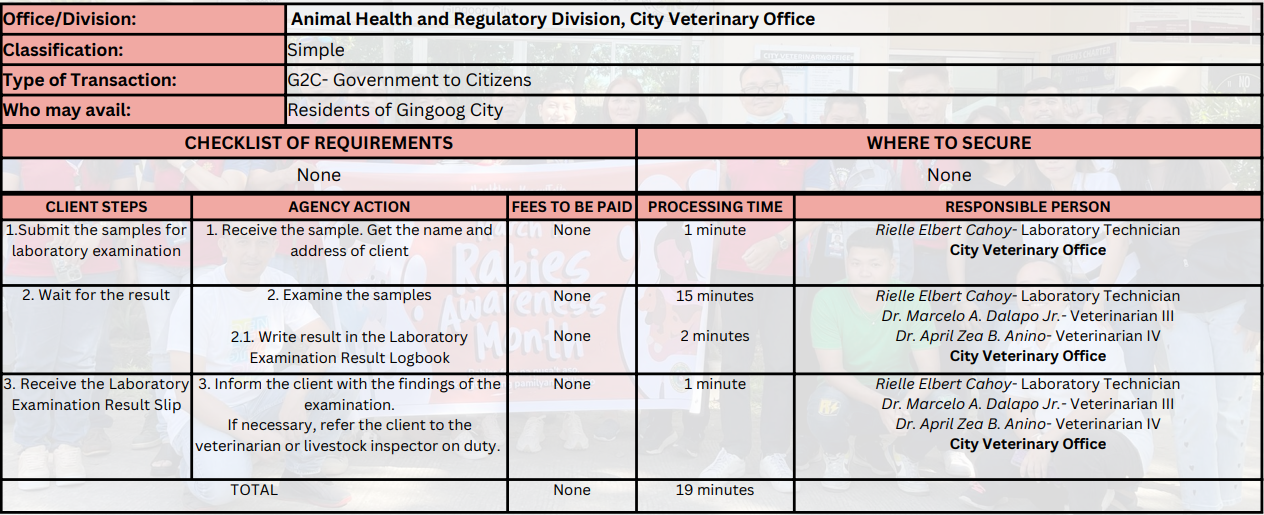 Office/Division: Animal Health and Regulatory Division, City Veterinary Office
Classification: Simple
Type of Transaction: G2C- Government to Citizens
Who may avail: Residents of Gingoog City
CHECKLIST OF REQUIREMENTS WHERE TO SECURE
None None
CLIENT STEPS AGENCY ACTION FEES TO BE PAID PROCESSING TIME RESPONSIBLE PERSON
1.Submit the samples for laboratory examination
1. Receive the sample. Get the name and address of client
None
1 minute
Rielle Elbert Cahoy- Laboratory Technician
City Veterinary Office
2. Wait for the result
2. Examine the samples
None
15 minutes
2.1. Write result in the Laboratory Examination Result Logbook
None
2 minutes
Rielle Elbert Cahoy- Laboratory Technician
Dr. Marcelo A. Dalapo Jr.- Veterinarian III
Dr. April Zea B. Anino- Veterinarian IV
City Veterinary Office
3. Receive the Laboratory Examination Result Slip
3. Inform the client with the findings of the examination.
If necessary, refer the client to the veterinarian or livestock inspector on duty.
None
1 minute
Rielle Elbert Cahoy- Laboratory Technician
Dr. Marcelo A. Dalapo Jr.- Veterinarian III
Dr. April Zea B. Anino- Veterinarian IV
City Veterinary Office
TOTAL None 19 minutes
March
Rabies
Awareness
Month